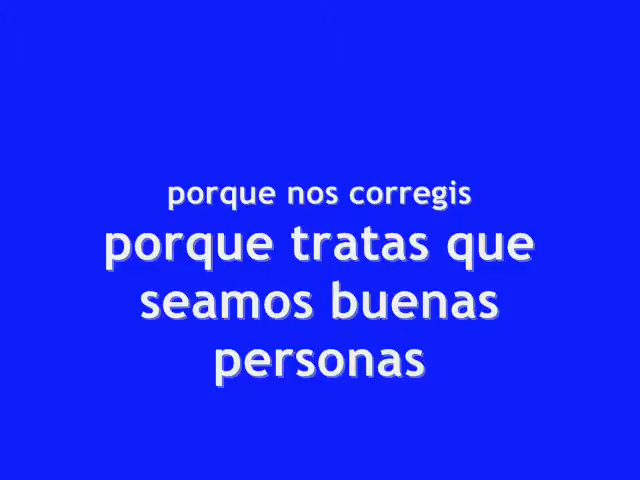 porque nos corregis
porque tratas que
seamos buenas
personas